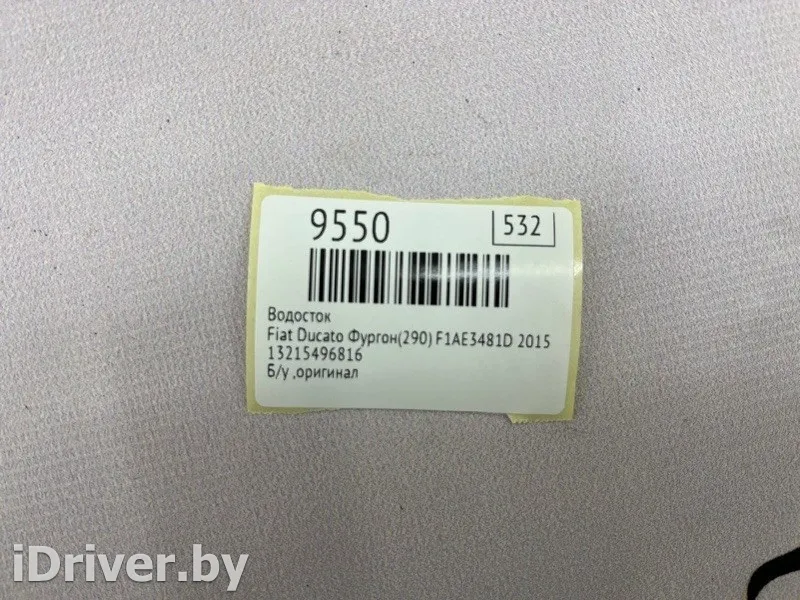 9550
532
Водосток
Fiat Ducato Фургон(290) F1AE3481D 2015
13215496816
Б/у ,оригинал
iDriver.by